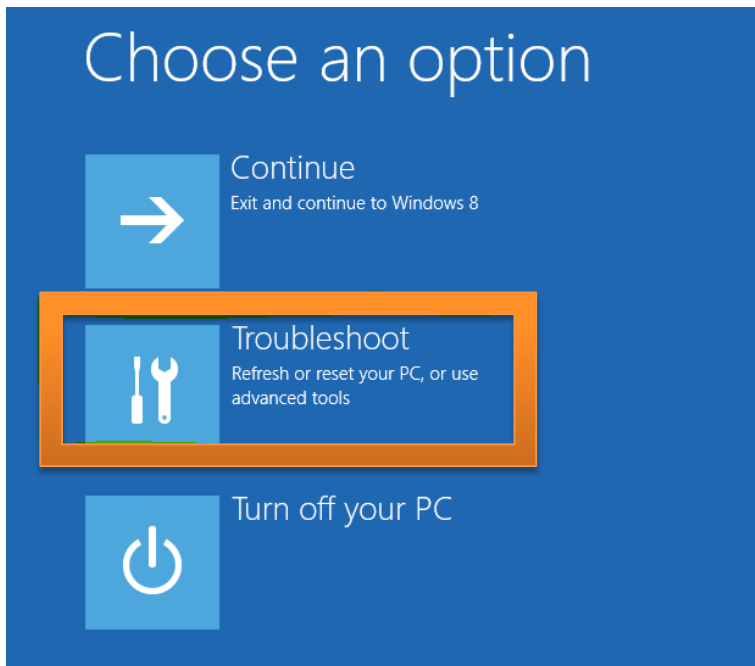 Choose an option
Continue
Exit and continue to Windows 8
Troubleshoot
Refresh or reset your PC, or use
advanced tools
Turn off your PC